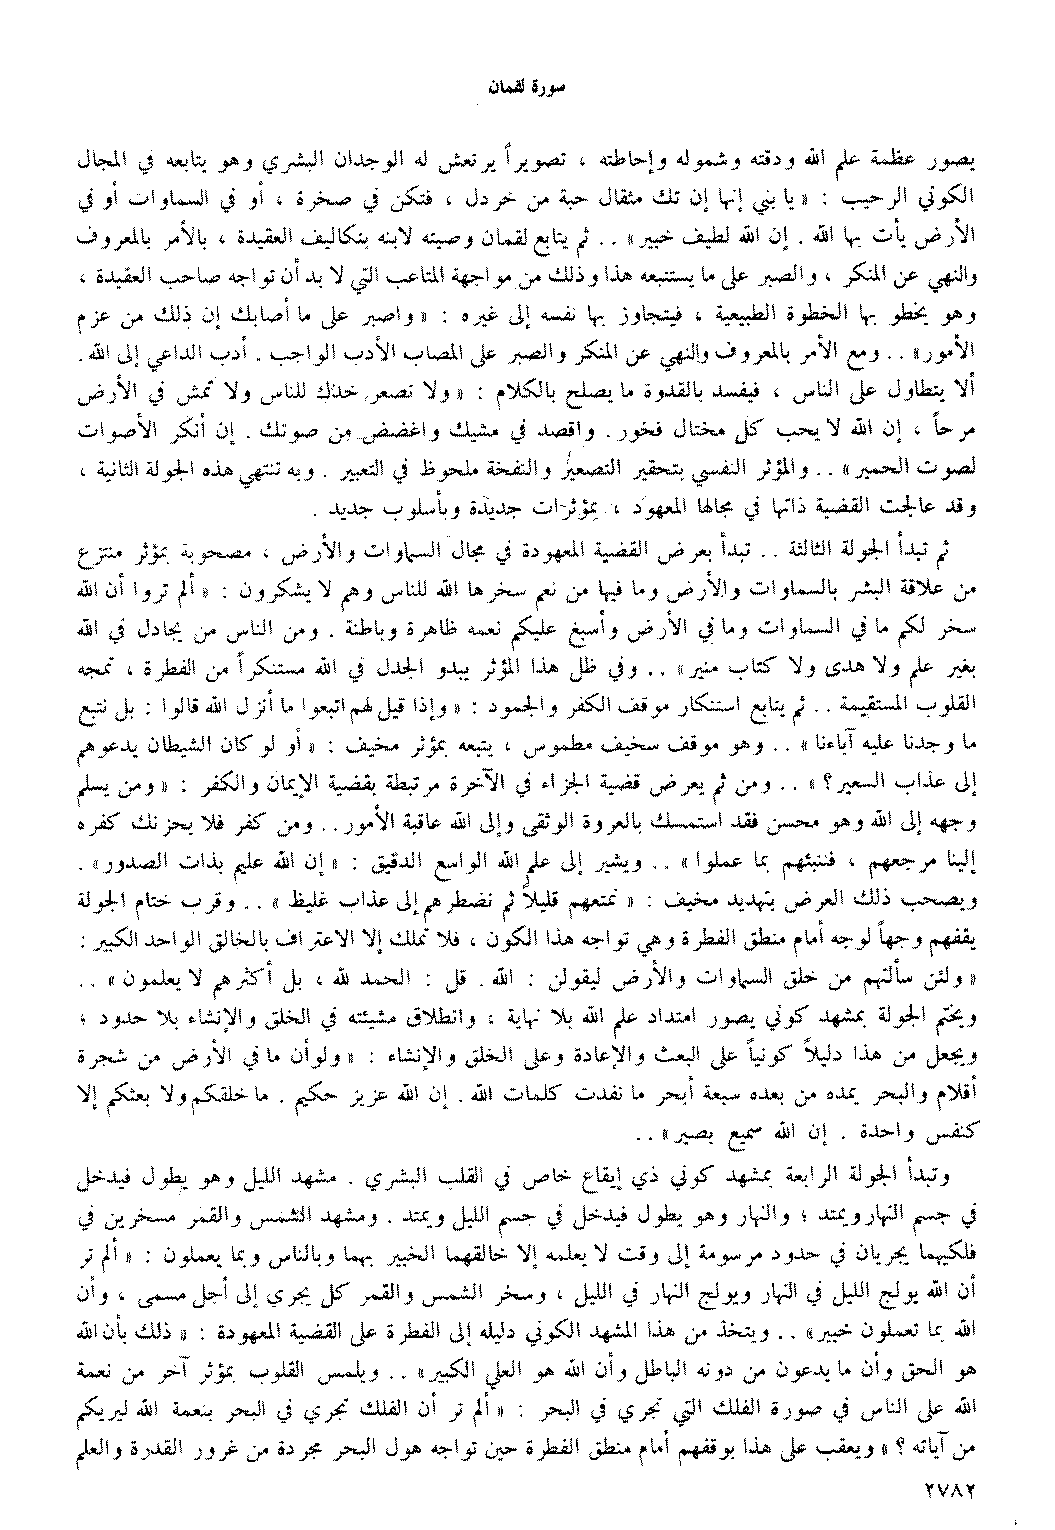 سورة لقمان
يصور عظمة علم الله ودقته وشموله وإحاطته ، تصويراً يرتعش له الوجدان البشري وهو يتابعه في المجال
الكوني الرحيب : « يا بني إنها إن تك مثقال حبة من خردل ، فتكن في صخرة ، أو في السماوات أو في
الأرض يأت بها الله . إن الله لطيف خبير » .. ثم يتابع لقمان وصيته لابنه بتكاليف العقيدة ، بالأمر بالمعروف
والنهي عن المنكر ، والصبر على ما يستتبعه هذا وذلك من مواجهة المتاعب التي لا بد أن تواجه صاحب العقيدة ،
وهو يخطو بها الخطوة الطبيعية ، فيتجاوز بها نفسه إلى غيره : « واصبر على ما أصابك إن ذلك من عزم
الأمور » .. ومع الأمر بالمعروف والنهي عن المنكر والصبر على المصاب الأدب الواجب . أدب الداعي إلى الله .
ألا يتطاول على الناس ، فيفسد بالقدوة ما يصلح بالكلام : « ولا تصعر خدك للناس ولا تمش في الأرض
مرحاً ، إن الله لا يحب كل مختال فخور . واقصد في مشيك واغضض من صوتك . إن أنكر الأصوات
لصوت الحمير » .. والمؤثر النفسي بتحقير التصعير والنفخة ملحوظ في التعبير . وبه تنتهي هذه الجولة الثانية ،
وقد عالجت القضية ذاتها في مجالها المعهود ، بمؤثرات جديدة وبأسلوب جديد .
ثم تبدأ الجولة الثالثة .. تبدأ بعرض القضية المعهودة في مجال السماوات والأرض ، مصحوبة بمؤثر منتزع
من علاقة البشر بالسماوات والأرض وما فيها من نعم سخرها الله للناس وهم لا يشكرون : « ألم تروا أن الله
سخر لكم ما في السماوات وما في الأرض وأسبغ عليكم نعمه ظاهرة وباطنة . ومن الناس من يجادل في الله
بغير علم ولا هدى ولا كتاب منير » .. وفي ظل هذا المؤثر يبدو الجدل في الله مستنكراً من الفطرة ، تمجه
القلوب المستقيمة .. ثم يتابع استنكار موقف الكفر والجمود : « وإذا قيل لهم اتبعوا ما أنزل الله قالوا : بل نتبع
ما وجدنا عليه آباءنا » .. وهو موقف سخيف مطموس ، يتبعه بمؤثر مخيف : « أو لو كان الشيطان يدعوهم
إلى عذاب السعير ؟ » .. ومن ثم يعرض قضية الجزاء في الآخرة مرتبطة بقضية الإيمان والكفر : « ومن يسلم
وجهه إلى الله وهو محسن فقد استمسك بالعروة الوثقى وإلى الله عاقبة الأمور .. ومن كفر فلا يحزنك كفره
إلينا مرجعهم ، فننبئهم بما عملوا » .. ويشير إلى علم الله الواسع الدقيق : « إن الله عليم بذات الصدور » .
ويصحب ذلك العرض بتهديد مخيف : « نمتعهم قليلاً ثم نضطرهم إلى عذاب غليظ » .. وقرب ختام الجولة
يقفهم وجهاً لوجه أمام منطق الفطرة وهي تواجه هذا الكون ، فلا تملك إلا الاعتراف بالخالق الواحد الكبير :
« ولئن سألتهم من خلق السماوات والأرض ليقولن : الله . قل : الحمد لله ، بل أكثرهم لا يعلمون » ..
ويختم الجولة بمشهد كوني يصور امتداد علم الله بلا نهاية ، وانطلاق مشيئته في الخلق والإنشاء بلا حدود ؛
ويجعل من هذا دليلاً كونياً على البعث والإعادة وعلى الخلق والإنشاء : « ولو أن ما في الأرض من شجرة
أقلام والبحر يمده من بعده سبعة أبحر ما نفدت كلمات الله . إن الله عزيز حكيم . ما خلقكم ولا بعثكم إلا
كنفس واحدة . إن الله سميع بصير » ..
وتبدأ الجولة الرابعة بمشهد كوني ذي إيقاع خاص في القلب البشري . مشهد الليل وهو يطول فيدخل
في جسم النهار ويمتد ؛ والنهار وهو يطول فيدخل في جسم الليل ويمتد . ومشهد الشمس والقمر مسخرين في
فلكيهما يجريان في حدود مرسومة إلى وقت لا يعلمه إلا خالقهما الخبير بهما وبالناس وبما يعملون : « ألم تر
أن الله يولج الليل في النهار ويولج النهار في الليل ، وسخر الشمس والقمر كل يجري إلى أجل مسمى ، وأن
الله بما تعملون خبير » .. ويتخذ من هذا المشهد الكوني دليله إلى الفطرة على القضية المعهودة : « ذلك بأن الله
هو الحق وأن ما يدعون من دونه الباطل وأن الله هو العلي الكبير » .. ويلمس القلوب بمؤثر آخر من نعمة
الله على الناس في صورة الفلك التي تجري في البحر : « ألم تر أن الفلك تجري في البحر بنعمة الله ليريكم
من آياته ؟ » ويعقب على هذا بوقفهم أمام منطق الفطرة حين تواجه هول البحر مجردة من غرور القدرة والعلم
٢٧٨٢